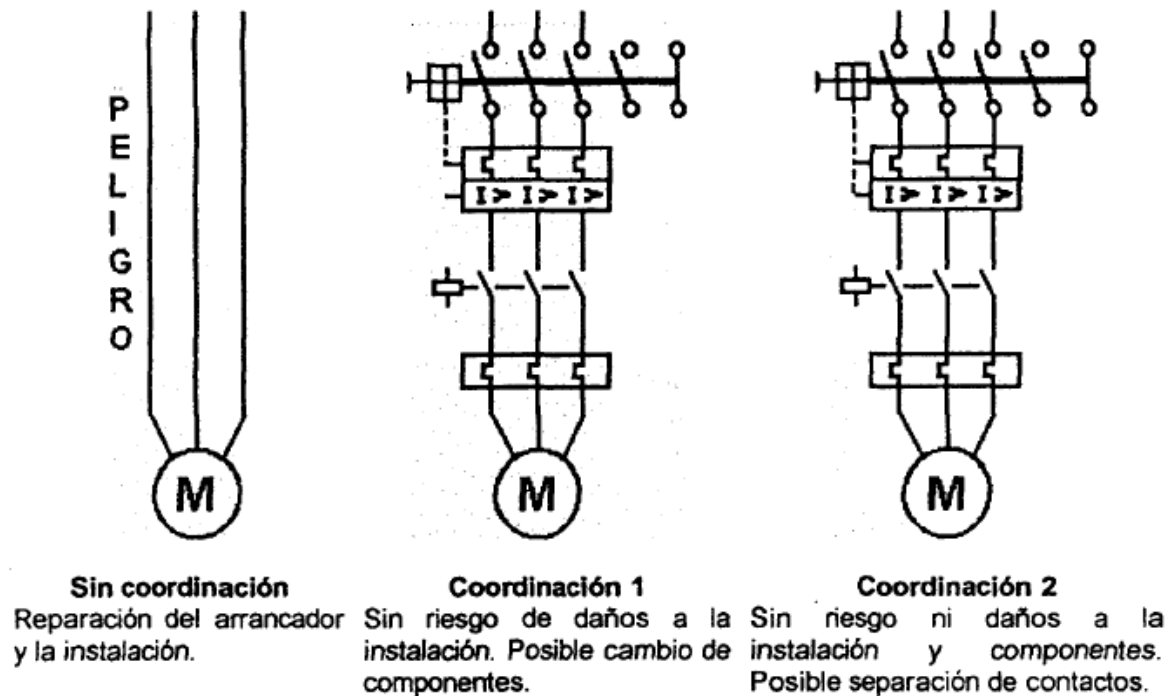 PELIGRO
I> I> I>
I> I> I>
M
M
M
Sin coordinación
Reparación del arrancador
y la instalación.
Coordinación 1
Sin riesgo de daños a la
instalación. Posible cambio de
componentes.
Coordinación 2
Sin riesgo ni daños a la
instalación y componentes.
Posible separación de contactos.